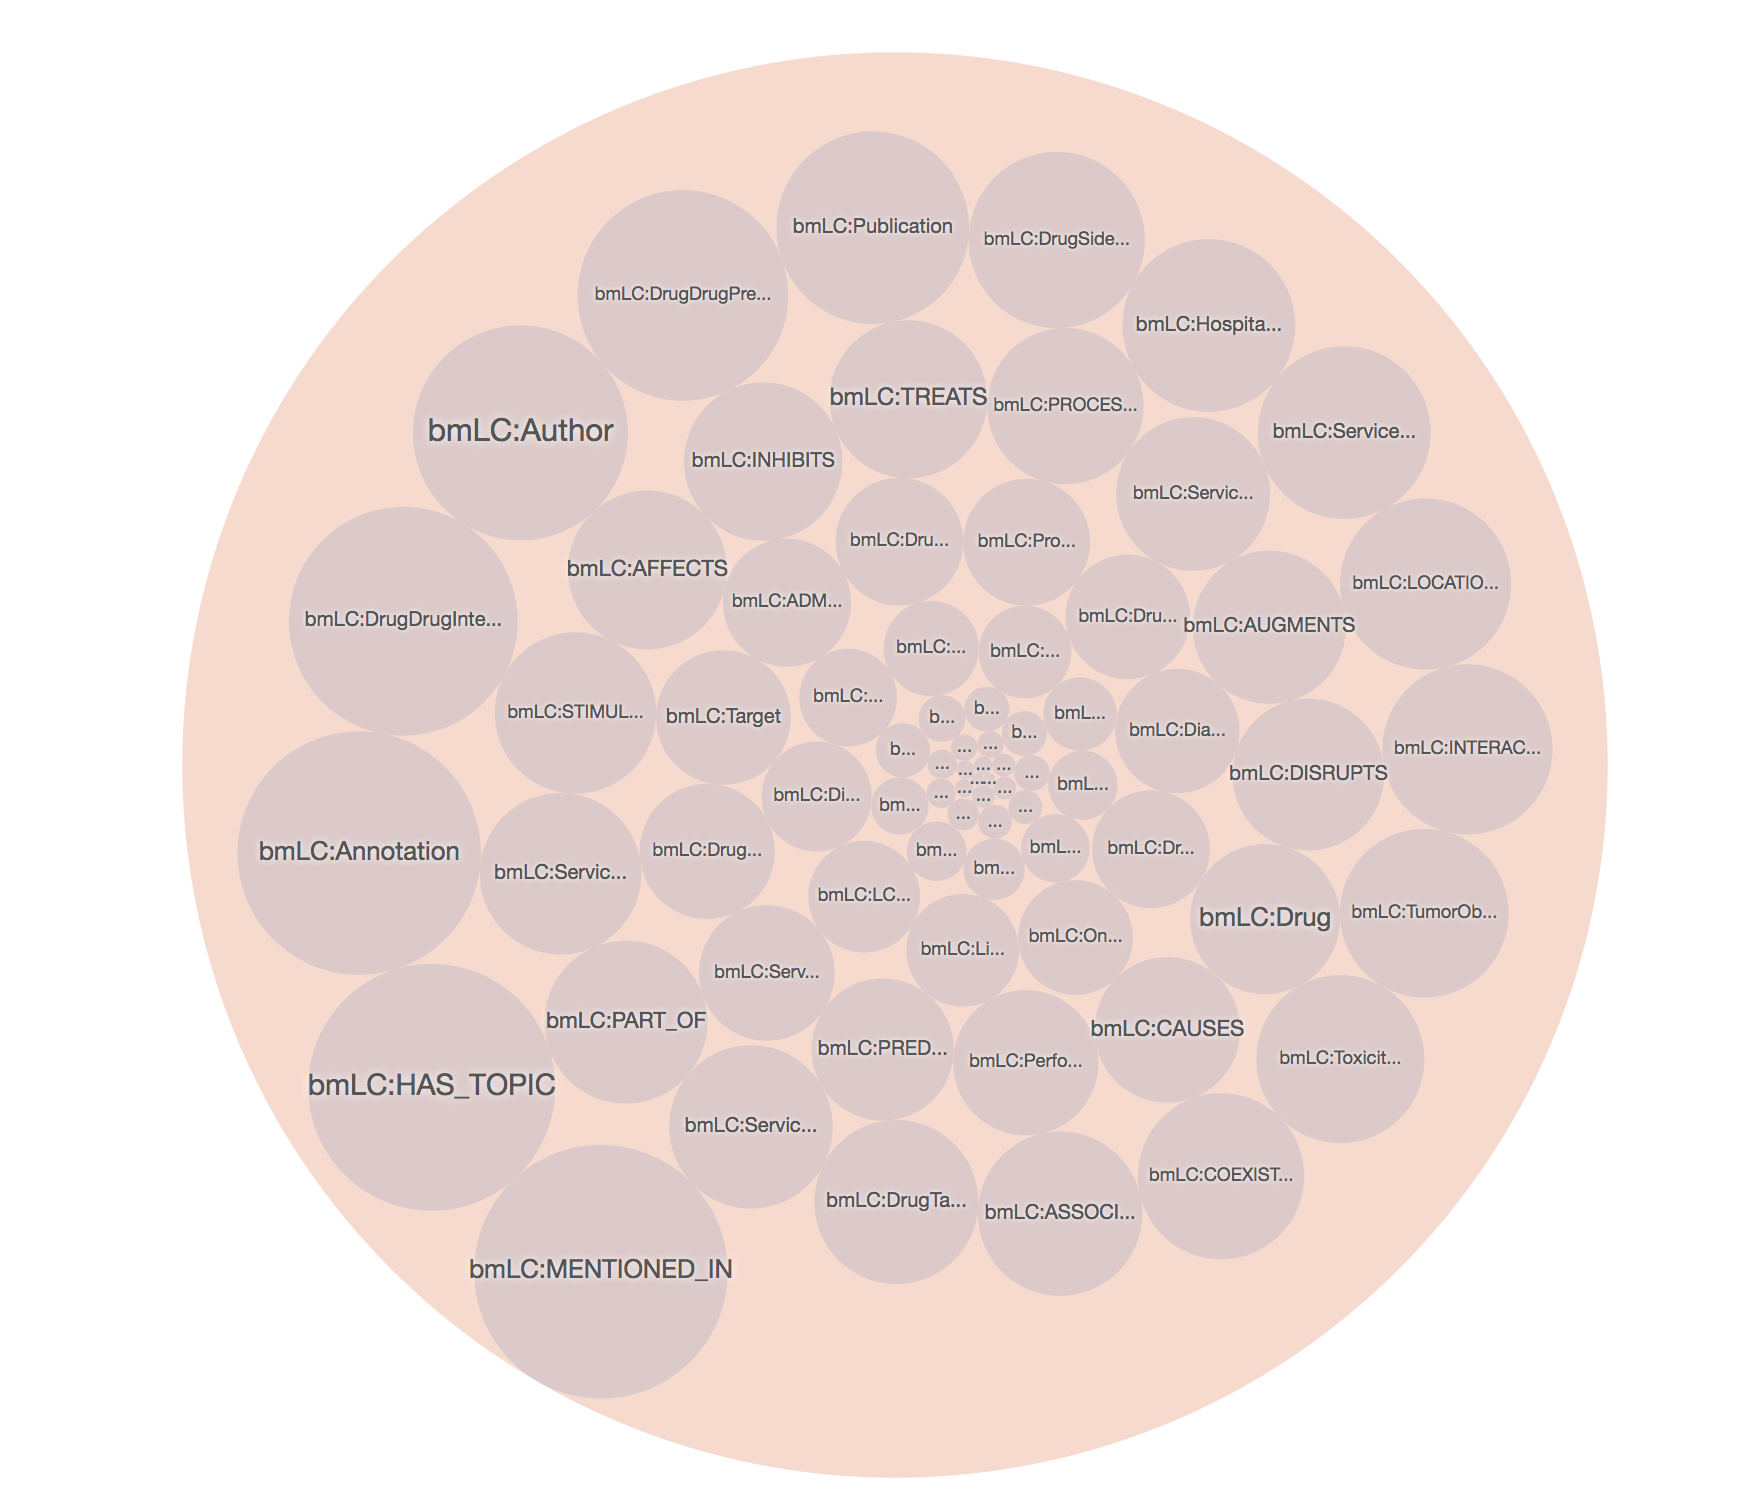 bmLC:Publication
bmLC:DrugSide...
bmLC:DrugDrugPre...
bmLC:Hospita...
bmLC:TREATS
bmLC:PROCES...
bmLC:Author
bmLC:Service...
bmLC:INHIBITS
bmLC:Servic...
bmLC:Dru...
bmLC:Pro...
bmLC:AFFECTS
bmLC:LOCATIO...
bmLC:ADM...
bmLC:DrugDrugInte...
bmLC:Dru...
bmLC:AUGMENTS
bmLC:...
bmLC:...
bmLC:...
bmLC:STIMUL...
bmLC:Target
b...
b...
bmL...
b...
bmLC:Dia...
b...
...
...
bmLC:INTERAC...
...
...
...
...
...
bmLC:DISRUPTS
...
...
bmL...
...
...
...
...
bmLC:Di...
bm...
...
...
...
bmLC:Annotation
bmLC:Drug...
bm...
bmL...
bmLC:Dr...
bmLC:Servic...
bm...
bmLC:LC...
bmLC:Drug
bmLC:TumorOb...
bmLC:On...
bmLC:Li...
bmLC:Serv...
bmLC:PART_OF
bmLC:CAUSES
bmLC:PRED...
bmLC:Perfo...
bmLC:Toxicit...
bmLC:HAS_TOPIC
bmLC:Servic...
bmLC:COEXIST...
bmLC:DrugTa...
bmLC:ASSOCI...
bmLC:MENTIONED_IN